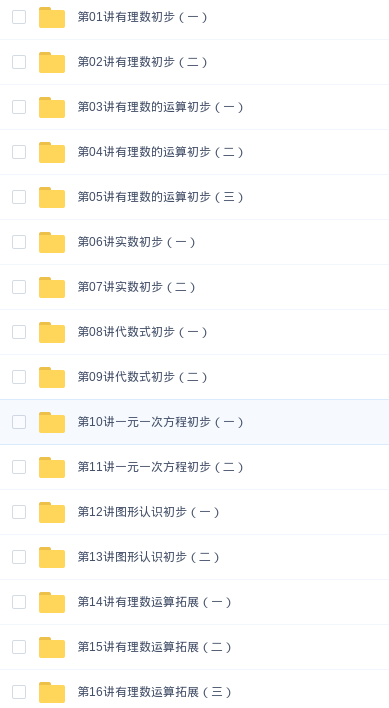 第01讲有理数初步（一）
第02讲有理数初步（二）
第03讲有理数的运算初步（一）
第04讲有理数的运算初步（二）
第05讲有理数的运算初步（三）
第06讲实数初步（一）
第07讲实数初步（二）
第08讲代数式初步（一）
第09讲代数式初步（二）
第10讲一元一次方程初步（一）
第11讲一元一次方程初步（二）
第12讲图形认识初步（一）
第13讲图形认识初步（二）
第14讲有理数运算拓展（一）
第15讲有理数运算拓展（二）
第16讲有理数运算拓展（三）